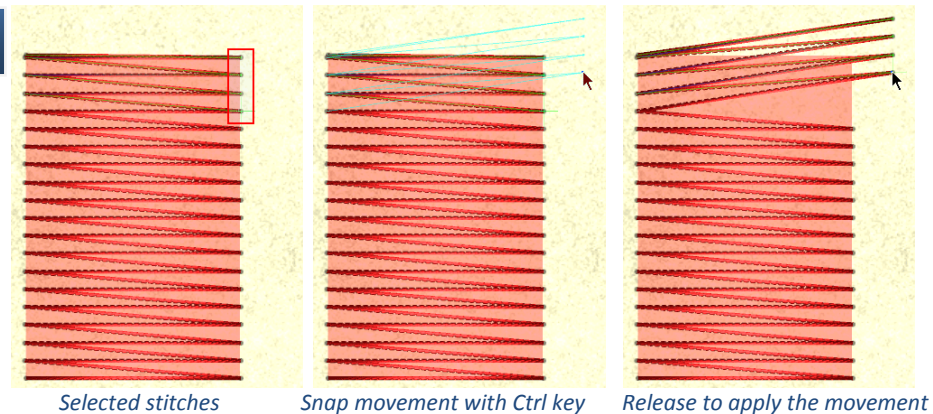 Selected stitches
Snap movement with Ctrl key
Release to apply the movement